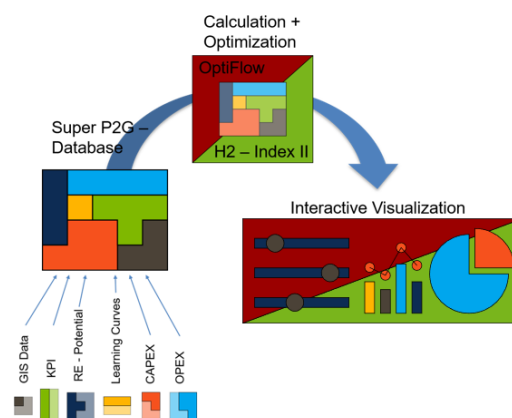 Calculation +
Optimization
OptiFlow
H2 – Index II
Super P2G –
Database
Interactive Visualization
GIS Data
KPI
RE - Potential
Learning Curves
CAPEX
OPEX